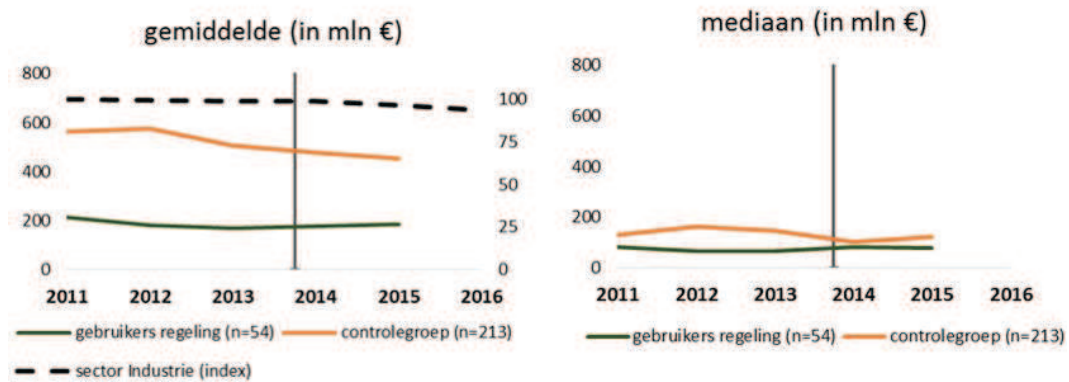 gemiddelde (in mln €)
800
600
400
200
0
100
75
50
25
0
2011 2012 2013 2014 2015 2016
gebruikers regeling (n=54) controlegroep (n=213)
sector Industrie (index)
mediaan (in mln €)
800
600
400
200
0
2011 2012 2013 2014 2015 2016
gebruikers regeling (n=54) controlegroep (n=213)